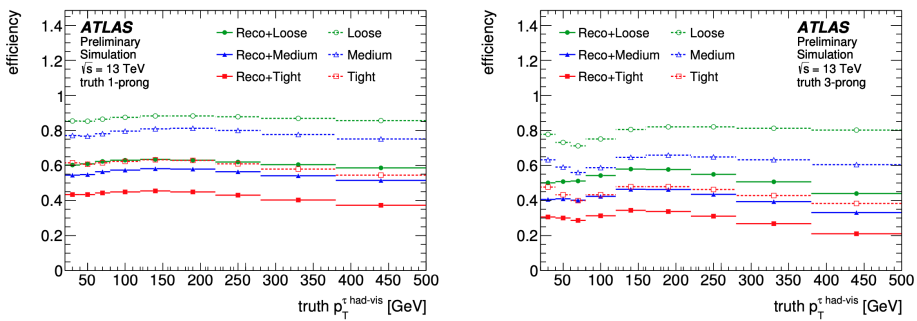 efficiency
1.4
1.2
1
0.8
0.6
0.4
0.2
0
ATLAS
Preliminary
Simulation
√s = 13 TeV
truth 1-prong
Reco+Loose
Loose
Reco+Medium
Medium
Reco+Tight
Tight
50 100 150 200 250 300 350 400 450 500
truth p_T^{τ had-vis} [GeV]
efficiency
1.4
1.2
1
0.8
0.6
0.4
0.2
0
Reco+Loose
Loose
Reco+Medium
Medium
Reco+Tight
Tight
ATLAS
Preliminary
Simulation
√s = 13 TeV
truth 3-prong
50 100 150 200 250 300 350 400 450 500
truth p_T^{τ had-vis} [GeV]